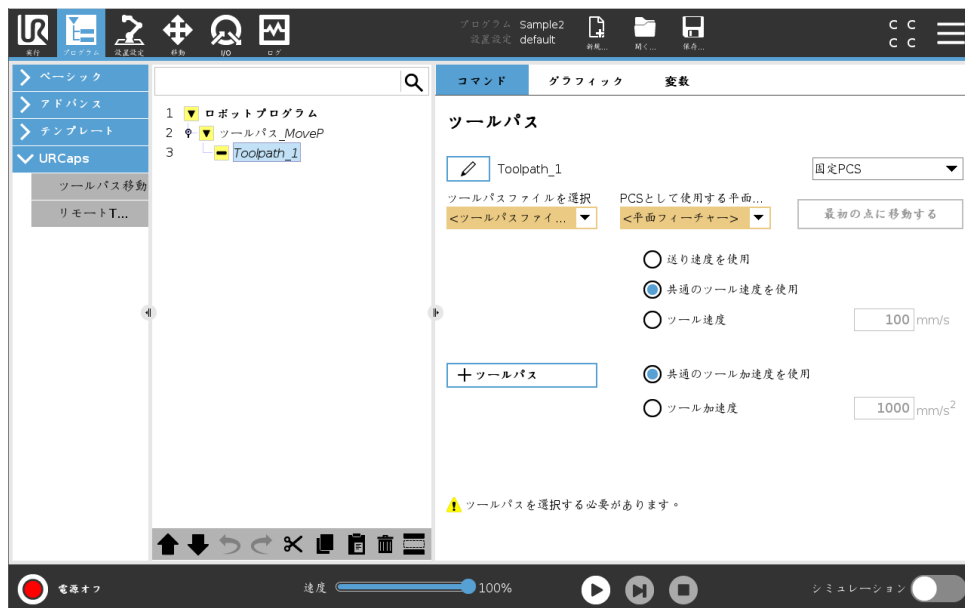 プログラム Sample2
設置設定 default
実行 プログラム 設置設定 移動 I/O ログ 新規... 開く... 保存...
C C
C C
ベーシック
アドバンス
テンプレート
URCaps
ツールパス移動
リモートT...
1 ロボットプログラム
2 ツールパス_MoveP
3 Toolpath_1
コマンド グラフィック 変数
ツールパス
Toolpath_1 固定PCS
ツールパスファイルを選択 PCSとして使用する平面...
<ツールパスファイ... <平面フィーチャー> 最初の点に移動する
送り速度を使用
共通のツール速度を使用
ツール速度 100 mm/s
ツールパス 共通のツール加速度を使用
ツール加速度 1000 mm/s²
ツールパスを選択する必要があります。
電源オフ 速度 100% シミュレーション